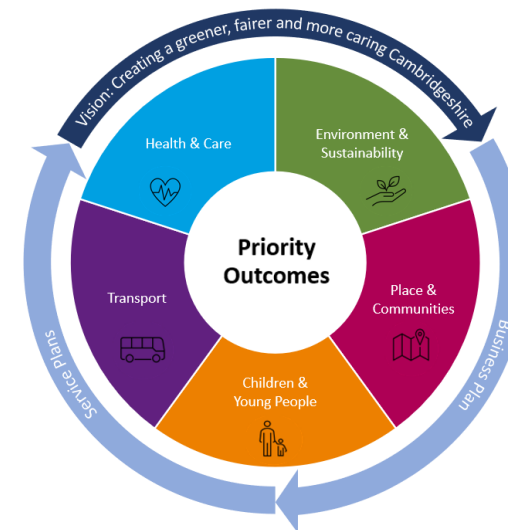 Vision: Creating a greener, fairer and more caring Cambridgeshire
Health & Care
Environment &
Sustainability
Priority
Outcomes
Transport
Place &
Communities
Children &
Young People
Service Plans
Business Plan